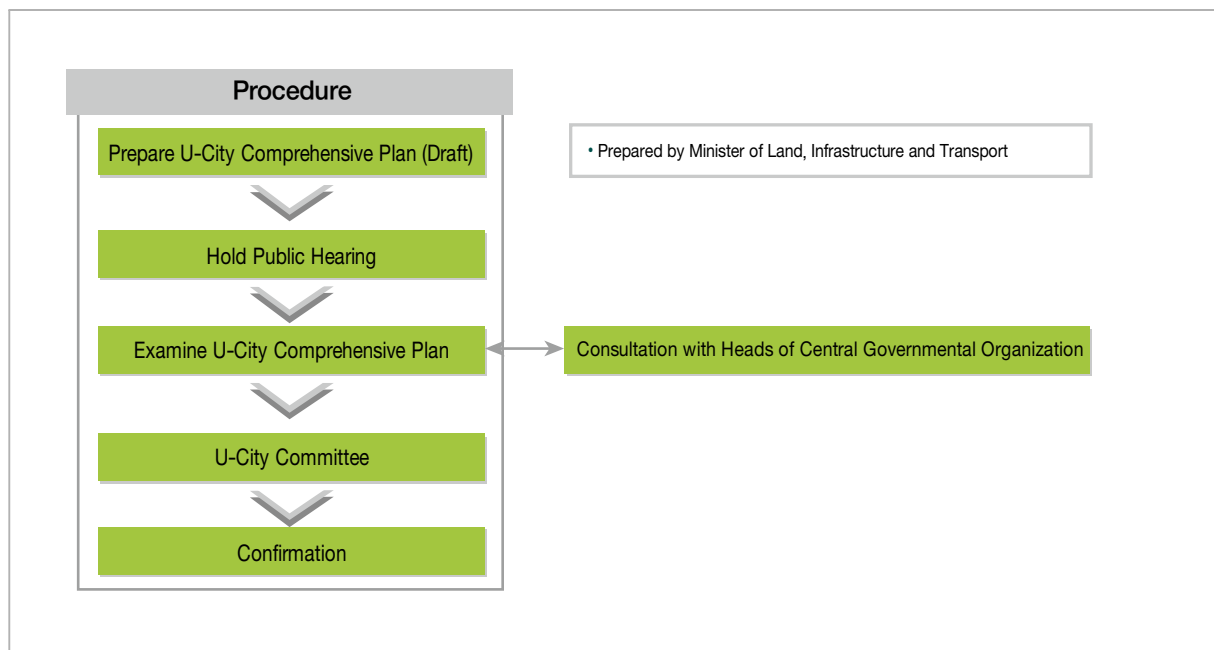 Procedure
Prepare U-City Comprehensive Plan (Draft)
• Prepared by Minister of Land, Infrastructure and Transport
Hold Public Hearing
Examine U-City Comprehensive Plan
Consultation with Heads of Central Governmental Organization
U-City Committee
Confirmation